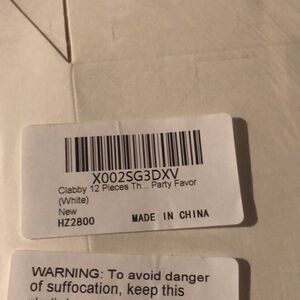 X002SG3DXV
Clabby 12 Pieces Th... Party Favor
(White)
New
HZ2800 MADE IN CHINA
WARNING: To avoid danger
of suffocation, keep this